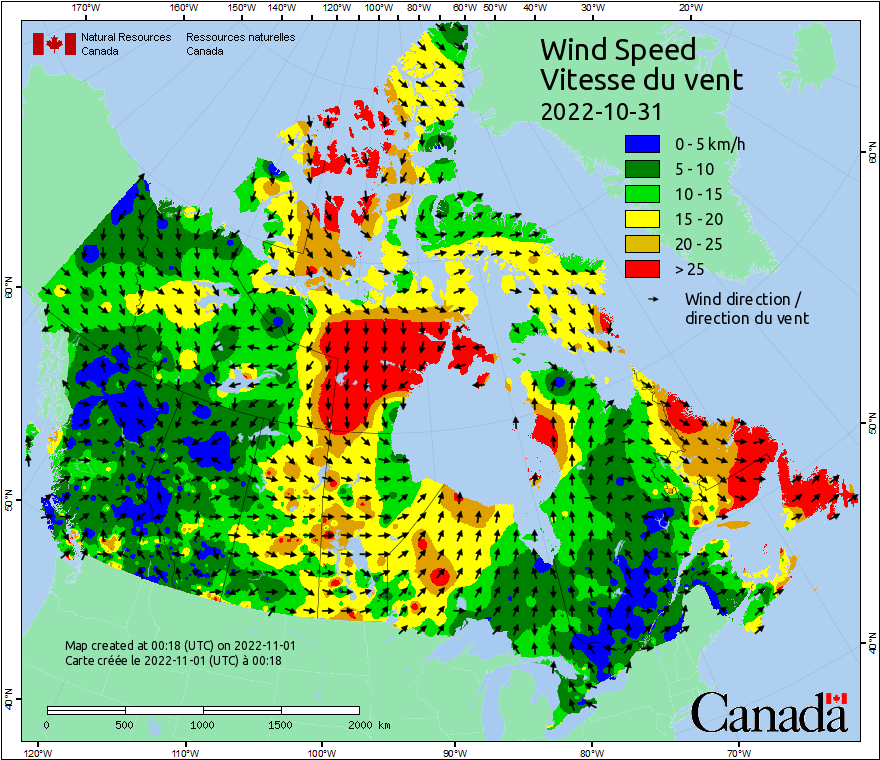 170°W 160°W 150°W 140°W 120°W 100°W 80°W 60°W 50°W 40°W 30°W 20°W
Natural Resources Canada
Ressources naturelles Canada
Wind Speed
Vitesse du vent
2022-10-31
0 - 5 km/h
5 - 10
10 - 15
15 - 20
20 - 25
> 25
Wind direction /
direction du vent
60°N
50°N
40°N
60°N
50°N
40°N
Map created at 00:18 (UTC) on 2022-11-01
Carte créée le 2022-11-01 (UTC) à 00:18
0 500 1000 1500 2000 km
Canada
120°W 110°W 100°W 90°W 80°W 70°W